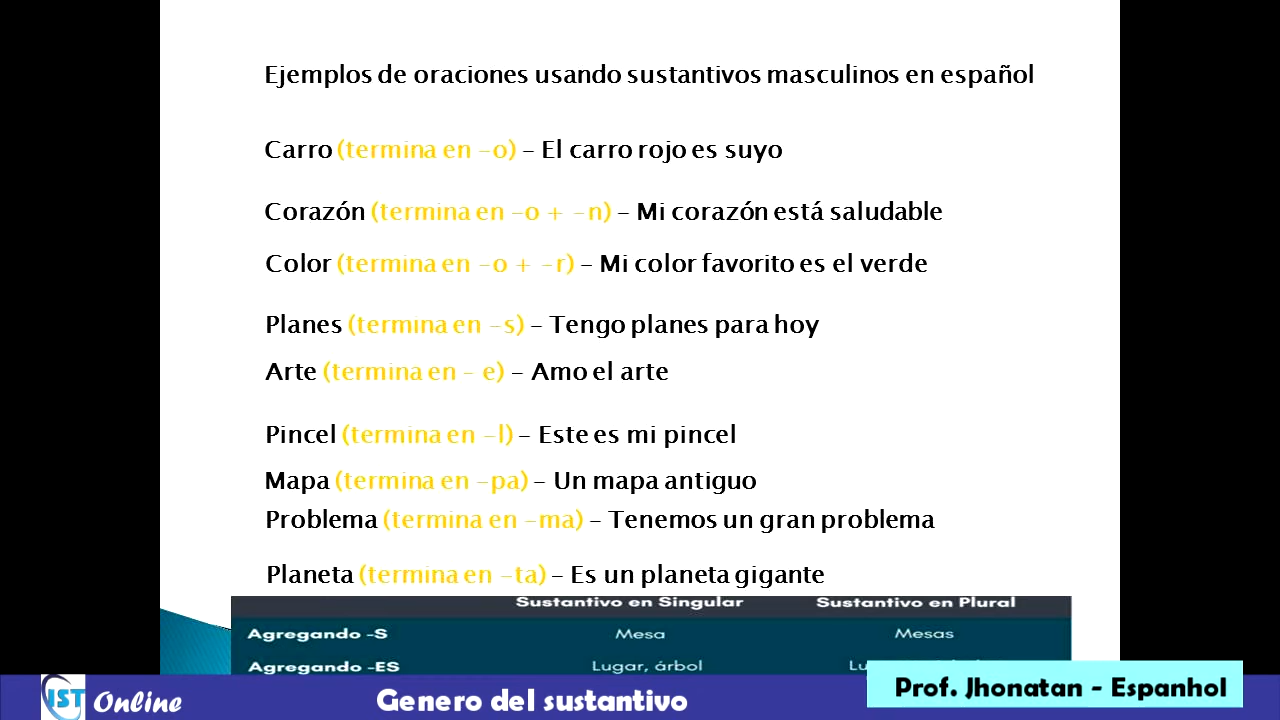 Ejemplos de oraciones usando sustantivos masculinos en español
Carro (termina en -o) - El carro rojo es suyo
Corazón (termina en -o + -n) - Mi corazón está saludable
Color (termina en -o + -r) - Mi color favorito es el verde
Planes (termina en -s) - Tengo planes para hoy
Arte (termina en - e) - Amo el arte
Pincel (termina en -l) - Este es mi pincel
Mapa (termina en -pa) - Un mapa antiguo
Problema (termina en -ma) - Tenemos un gran problema
Planeta (termina en -ta) - Es un planeta gigante
Sustantivo en Singular Sustantivo en Plural
Agregando -S Mesa Mesas
Agregando -ES Lugar, árbol
IST Online Genero del sustantivo Prof. Jhonatan - Espanhol